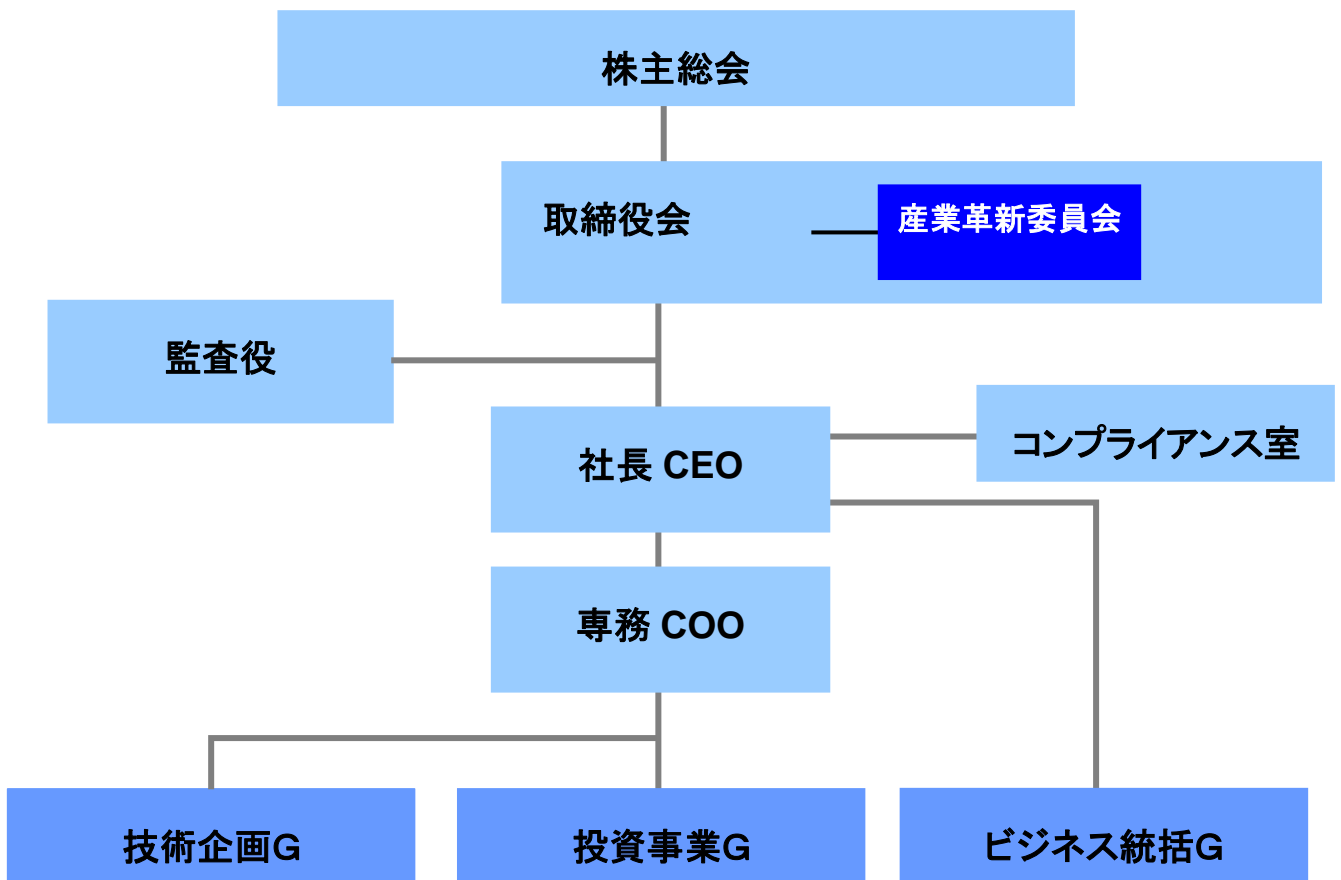 株主総会
取締役会
産業革新委員会
監査役
コンプライアンス室
社長 CEO
専務 COO
技術企画G
投資事業G
ビジネス統括G